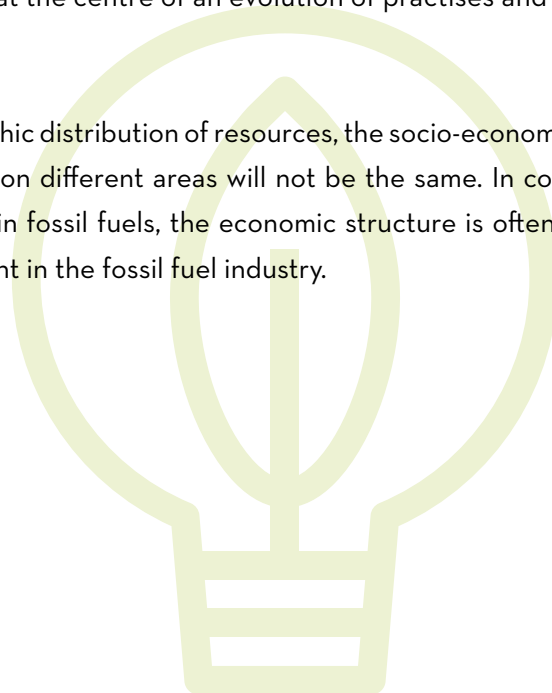 at the centre of an evolution of practises and
hic distribution of resources, the socio-econom
on different areas will not be the same. In co
in fossil fuels, the economic structure is often
nt in the fossil fuel industry.